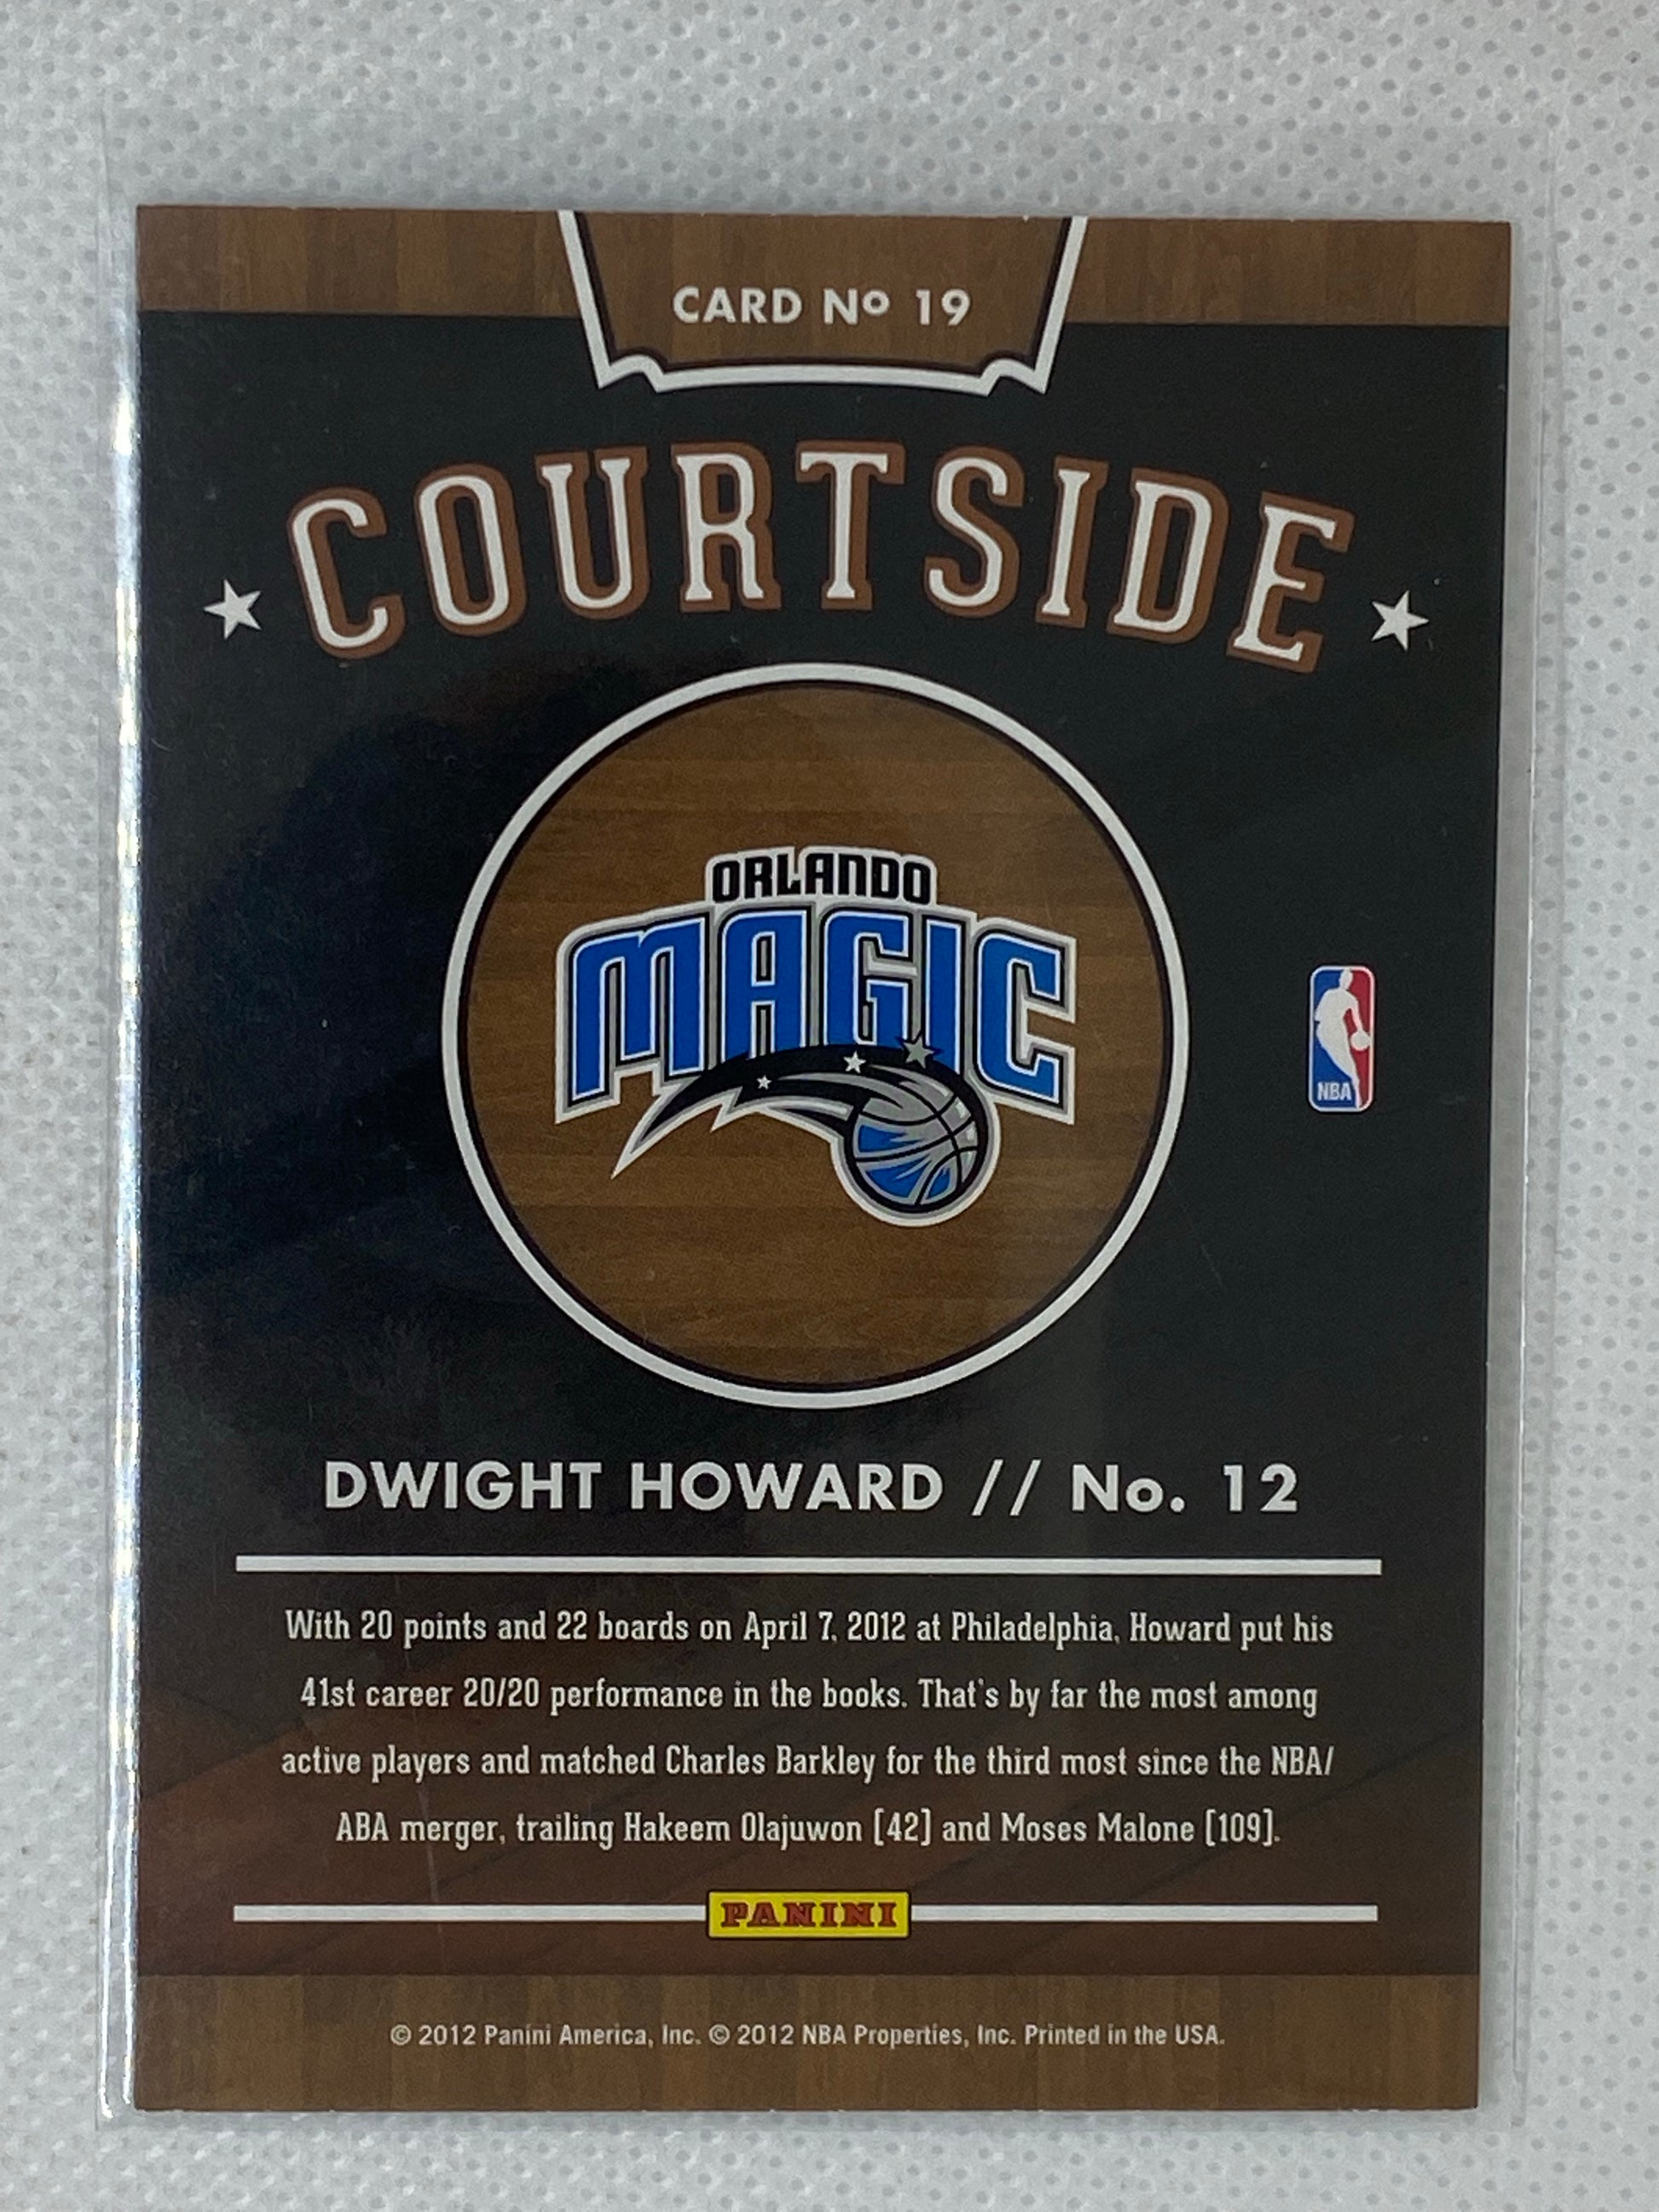 CARD Nº 19
COURTSIDE
ORLANDO
MAGIC
NBA
DWIGHT HOWARD // No. 12
With 20 points and 22 boards on April 7, 2012 at Philadelphia, Howard put his
41st career 20/20 performance in the books. That's by far the most among
active players and matched Charles Barkley for the third most since the NBA/
ABA merger, trailing Hakeem Olajuwon [42] and Moses Malone [109].
PANINI
© 2012 Panini America, Inc. © 2012 NBA Properties, Inc. Printed in the USA.